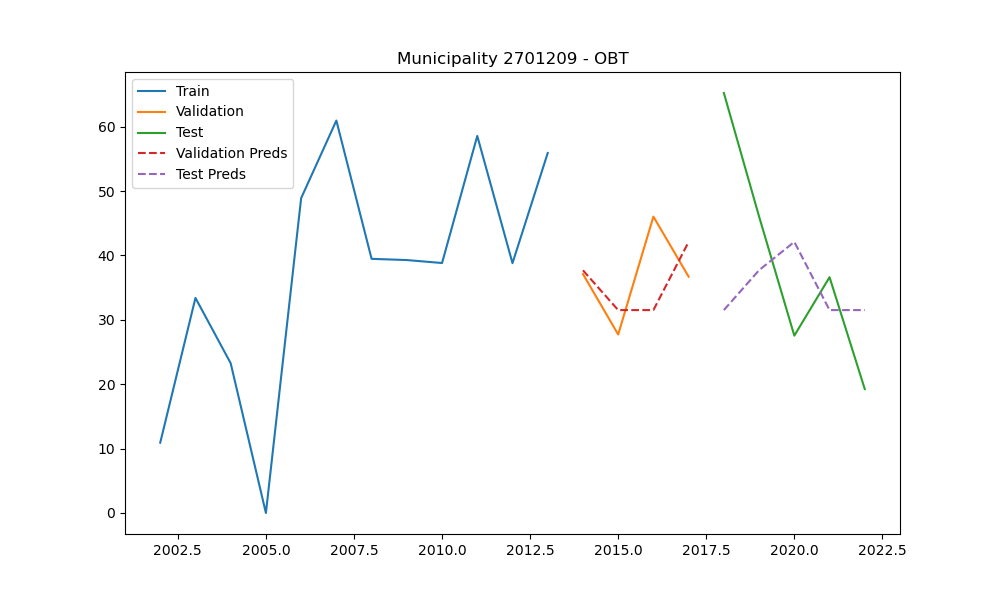 Municipality 2701209 - OBT
Train
Validation
Test
Validation Preds
Test Preds
60
50
40
30
20
10
0
2002.5 2005.0 2007.5 2010.0 2012.5 2015.0 2017.5 2020.0 2022.5